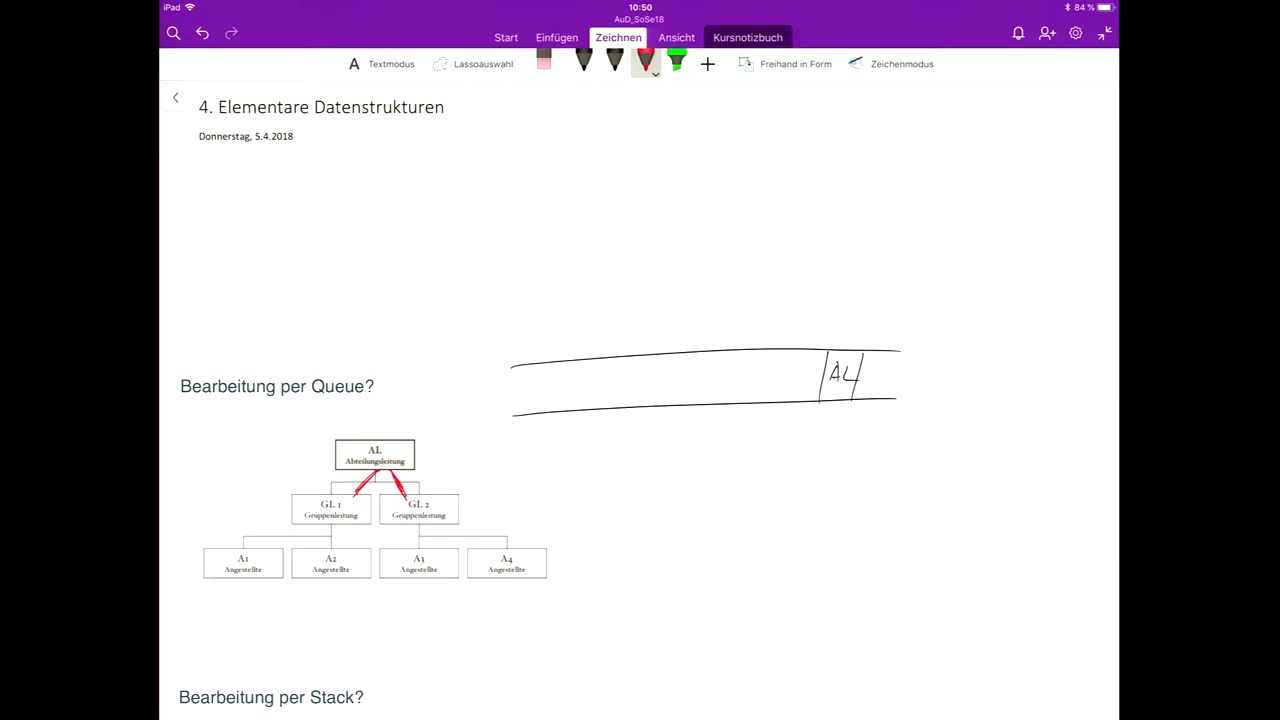 iPad
10:50
84 %
AuD_SoSe18
Start Einfügen Zeichnen Ansicht Kursnotizbuch
A Textmodus Lassoauswahl Freihand in Form Zeichenmodus
4. Elementare Datenstrukturen
Donnerstag, 5.4.2018
AL
Bearbeitung per Queue?
AL
Abteilungsleitung
GL 1
Gruppenleitung
GL 2
Gruppenleitung
A1
Angestellte
A2
Angestellte
A3
Angestellte
A4
Angestellte
Bearbeitung per Stack?